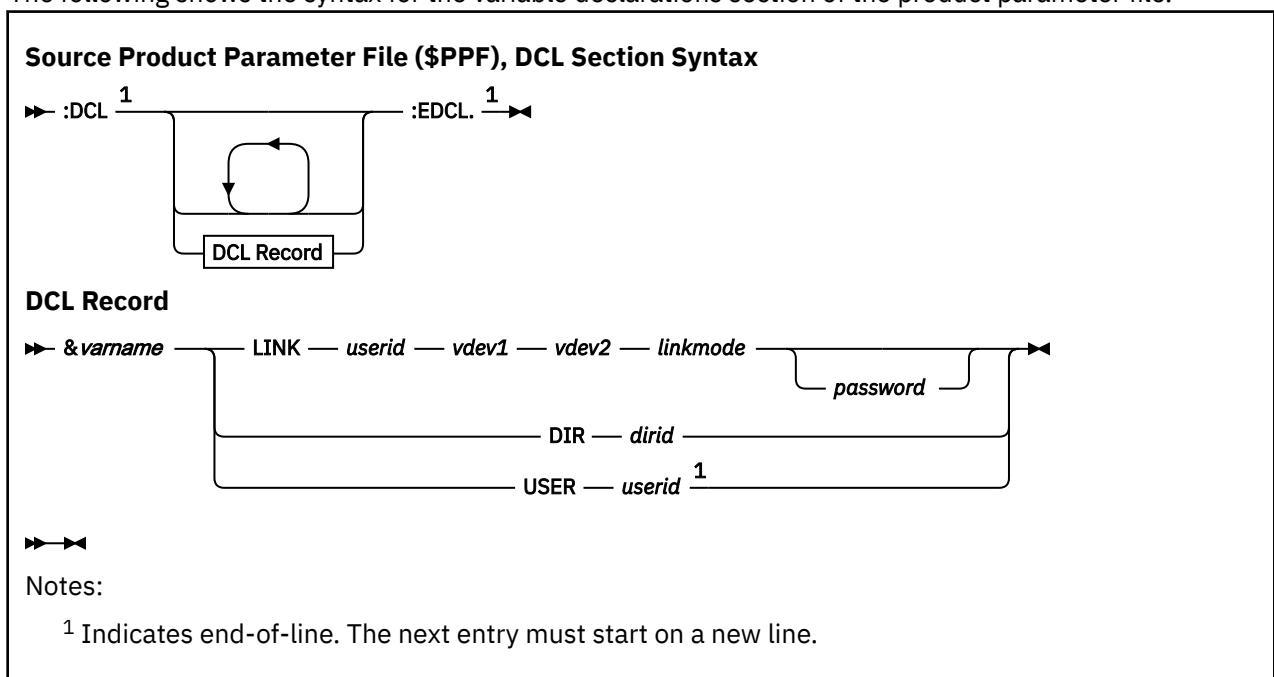 The following shows the syntax for the variable declarations section of the product parameter file.
Source Product Parameter File ($PPF), DCL Section Syntax
:DCL 1 :EDCL. 1
DCL Record
DCL Record
&varname LINK userid vdev1 vdev2 linkmode
password
DIR dirid
USER userid 1
Notes:
1 Indicates end-of-line. The next entry must start on a new line.